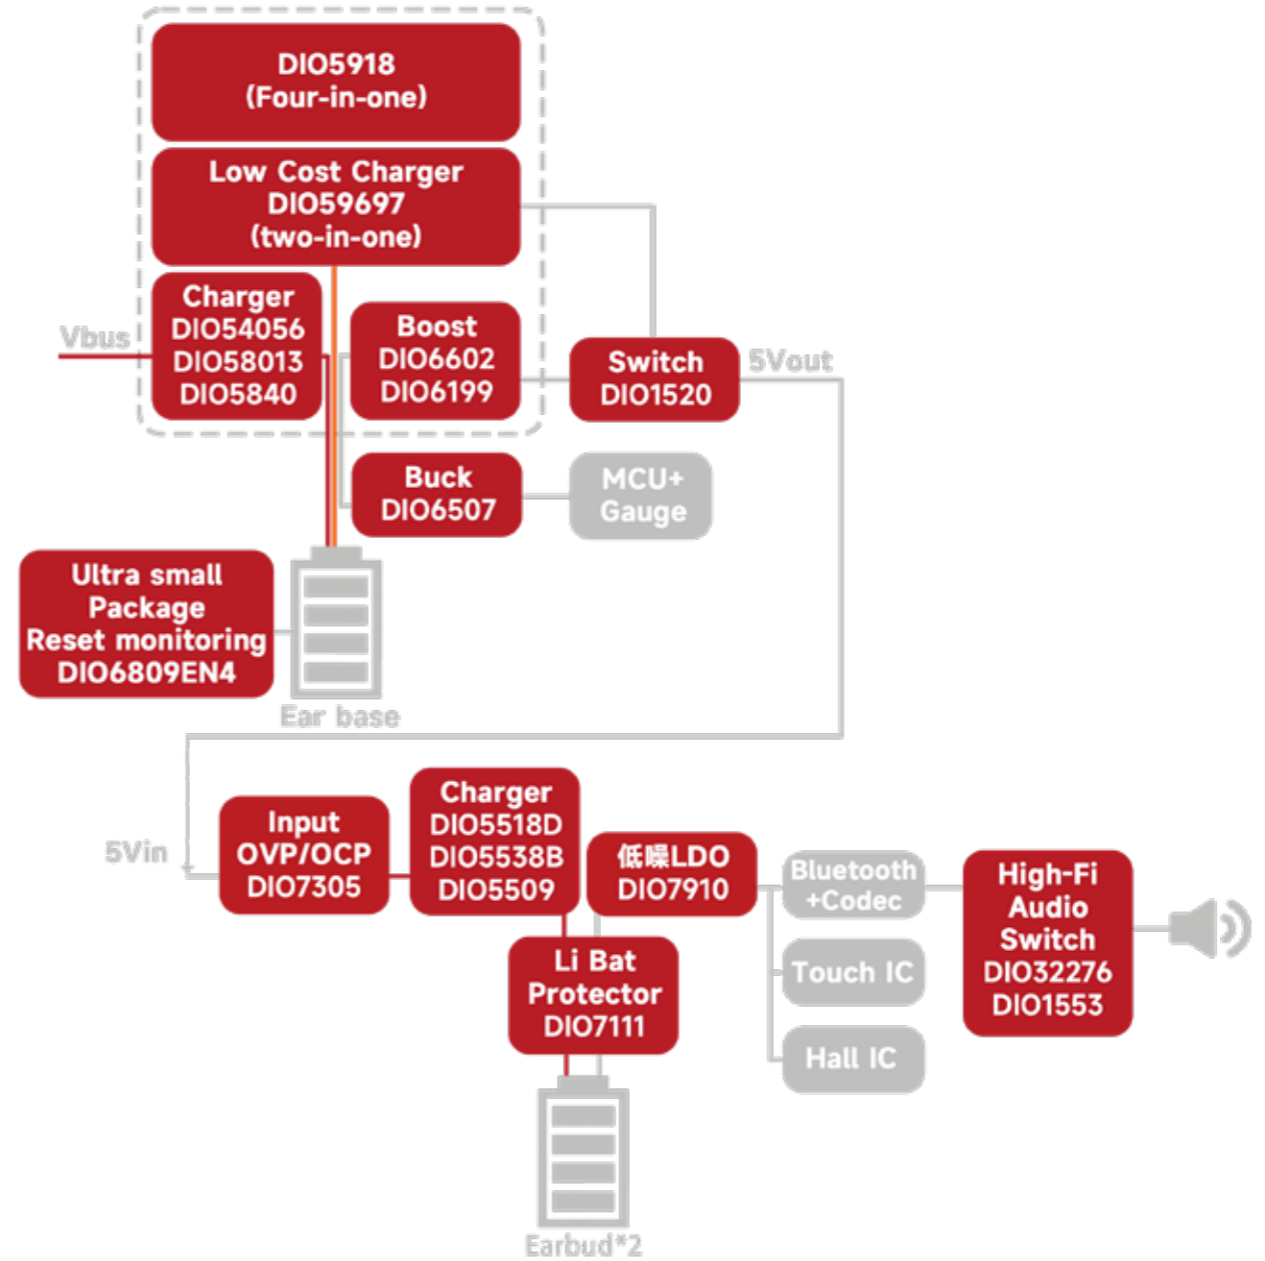 DIO5918
(Four-in-one)
Low Cost Charger
DIO59697
(two-in-one)
Charger
DIO54056
DIO58013
DIO5840
Vbus
Boost
DIO6602
DIO6199
Switch
DIO1520
5Vout
Buck
DIO6507
MCU+
Gauge
Ultra small
Package
Reset monitoring
DIO6809EN4
Ear base
5Vin
Input
OVP/OCP
DIO7305
Charger
DIO5518D
DIO5538B
DIO5509
低噪LDO
DIO7910
Bluetooth
+Codec
High-Fi
Audio
Switch
DIO32276
DIO1553
Touch IC
Hall IC
Li Bat
Protector
DIO7111
Earbud*2